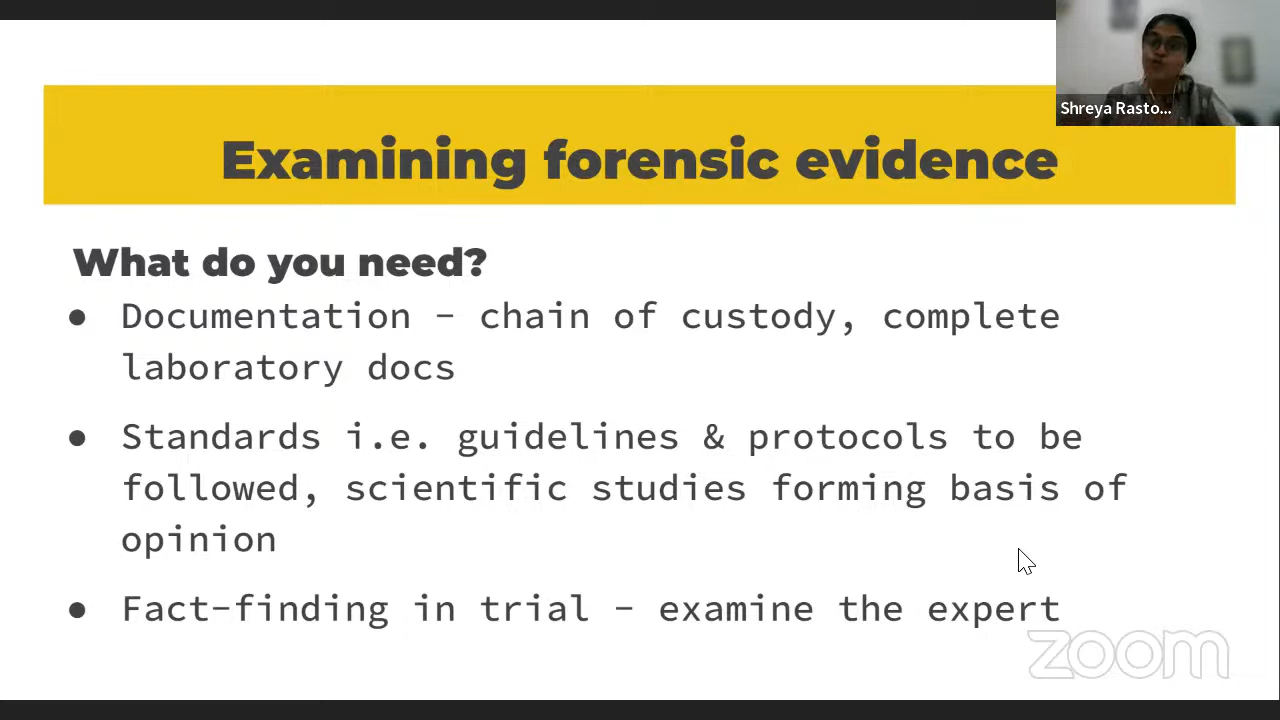 Shreya Rasto...
Examining forensic evidence
What do you need?
● Documentation - chain of custody, complete
laboratory docs
● Standards i.e. guidelines & protocols to be
followed, scientific studies forming basis of
opinion
● Fact-finding in trial - examine the expert
zoom